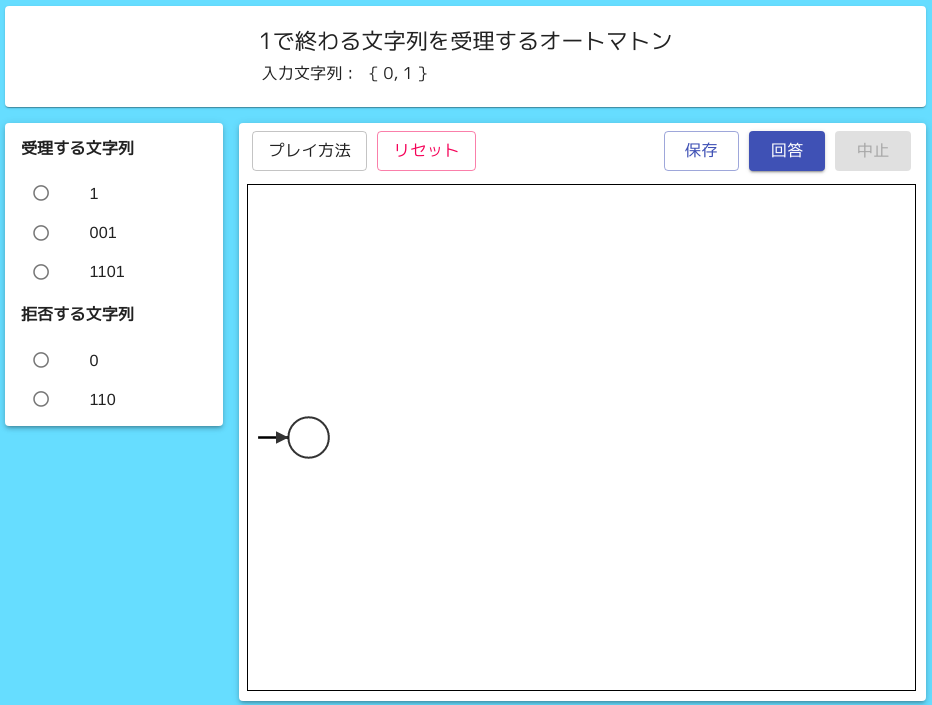 1で終わる文字列を受理するオートマトン
入力文字列： { 0, 1 }
受理する文字列
1
001
1101
拒否する文字列
0
110
プレイ方法
リセット
保存
回答
中止